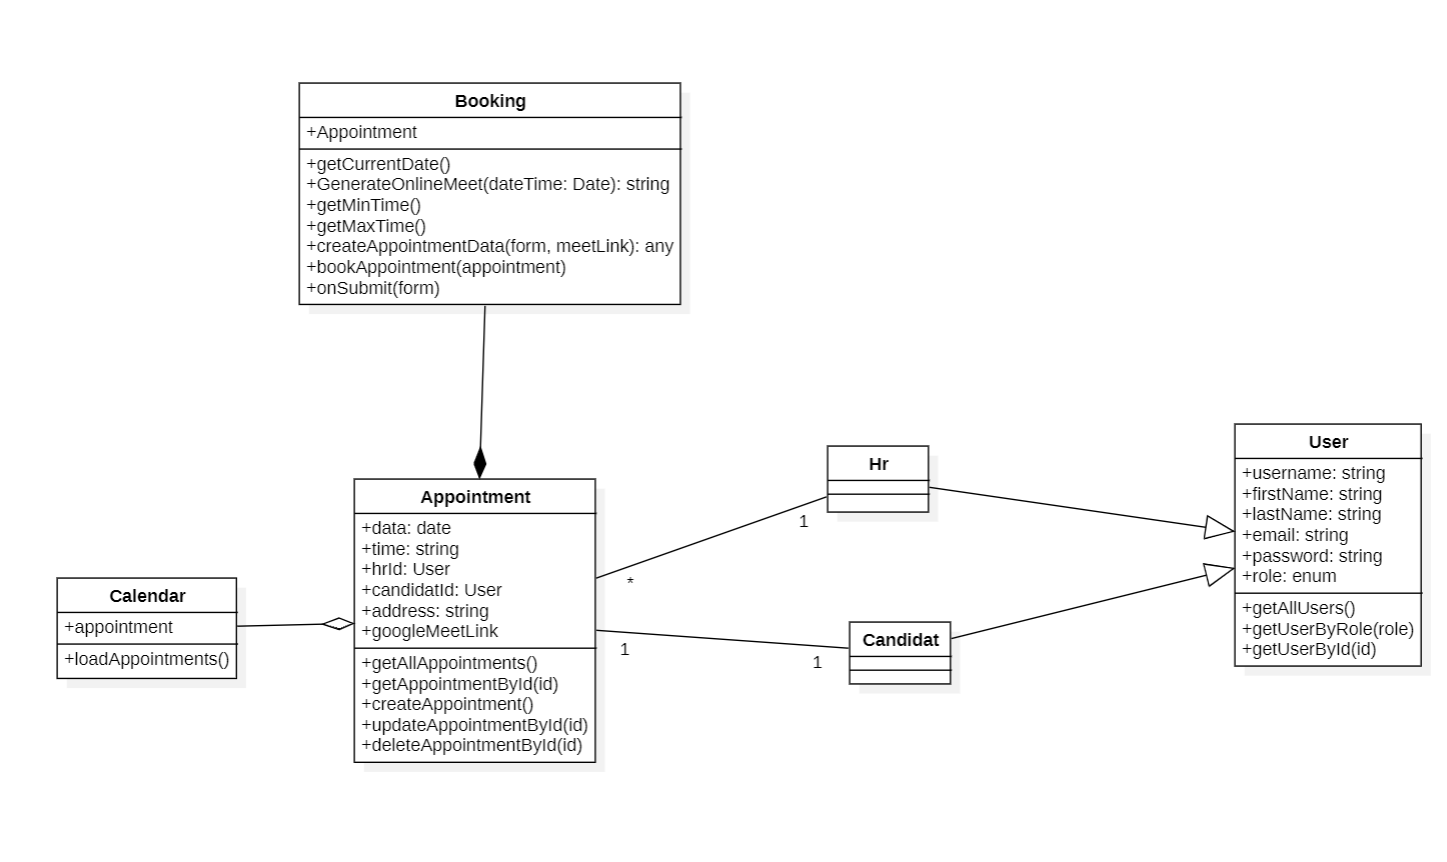 Booking
+Appointment
+getCurrentDate()
+GenerateOnlineMeet(dateTime: Date): string
+getMinTime()
+getMaxTime()
+createAppointmentData(form, meetLink): any
+bookAppointment(appointment)
+onSubmit(form)
Calendar
+appointment
+loadAppointments()
Appointment
+data: date
+time: string
+hrId: User
+candidatId: User
+address: string
+googleMeetLink
+getAllAppointments()
+getAppointmentById(id)
+createAppointment()
+updateAppointmentById(id)
+deleteAppointmentById(id)
*
1
1
1
Hr
Candidat
User
+username: string
+firstName: string
+lastName: string
+email: string
+password: string
+role: enum
+getAllUsers()
+getUserByRole(role)
+getUserById(id)